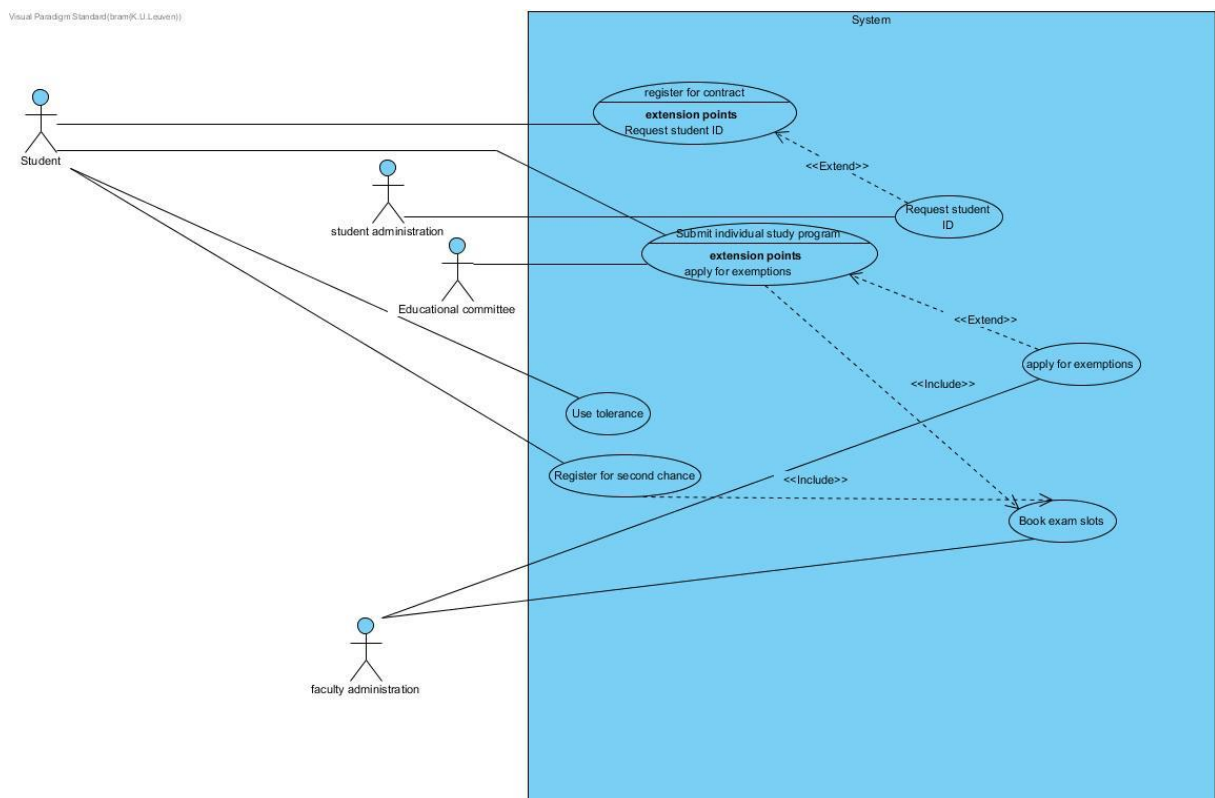 Visual Paradigm Standard(bram(K.U.Leuven))
System
register for contract
extension points
Request student ID
Student
<<Extend>>
student administration
Request student
ID
Submit individual study program
extension points
apply for exemptions
Educational committee
<<Extend>>
apply for exemptions
<<Include>>
Use tolerance
Register for second chance
<<Include>>
Book exam slots
faculty administration